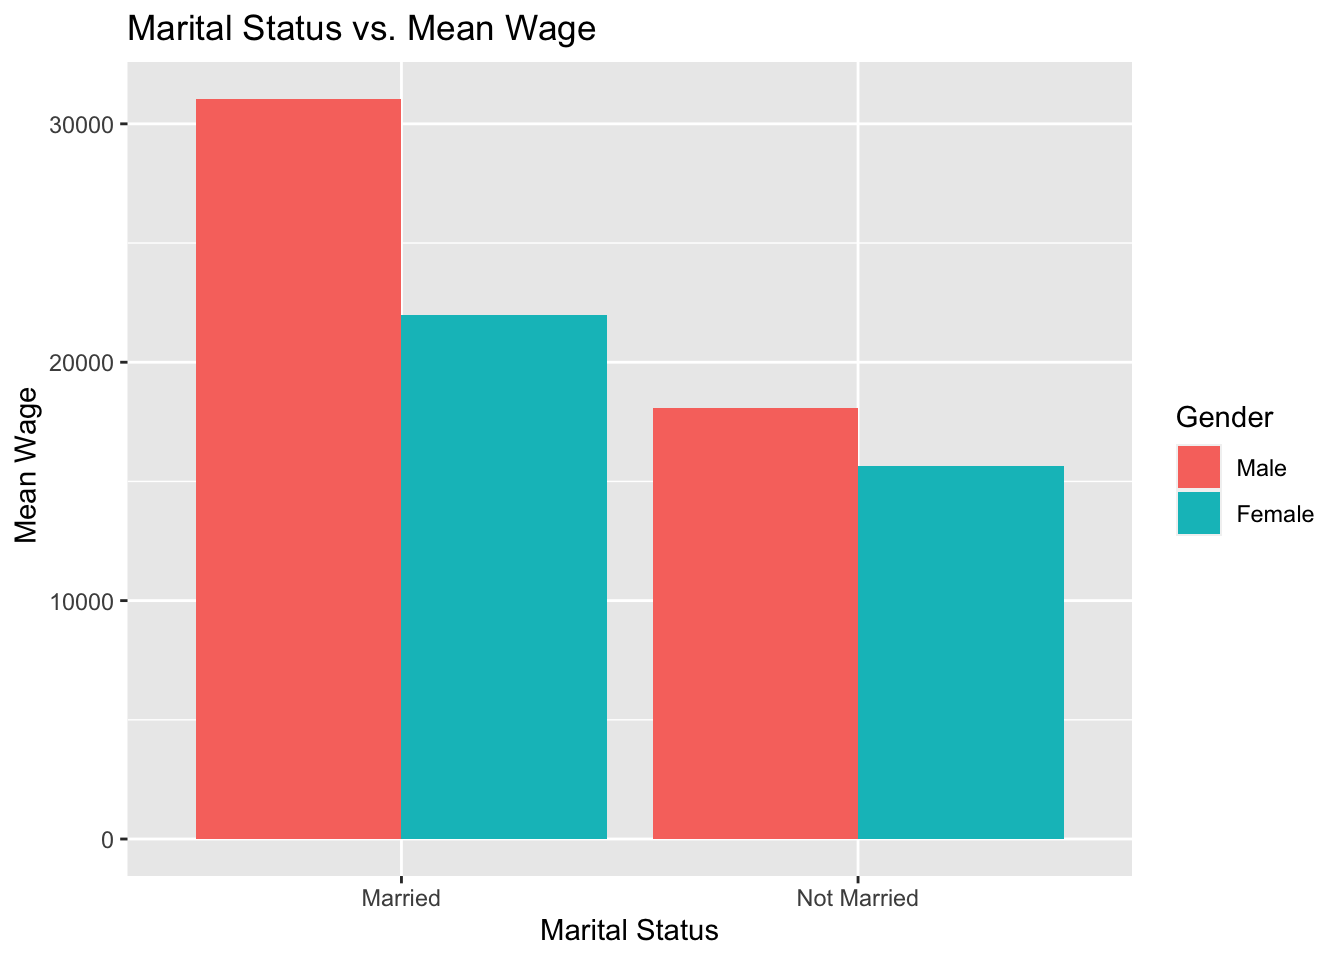 Marital Status vs. Mean Wage
Mean Wage
30000
20000
10000
0
Married
Not Married
Marital Status
Gender
Male
Female